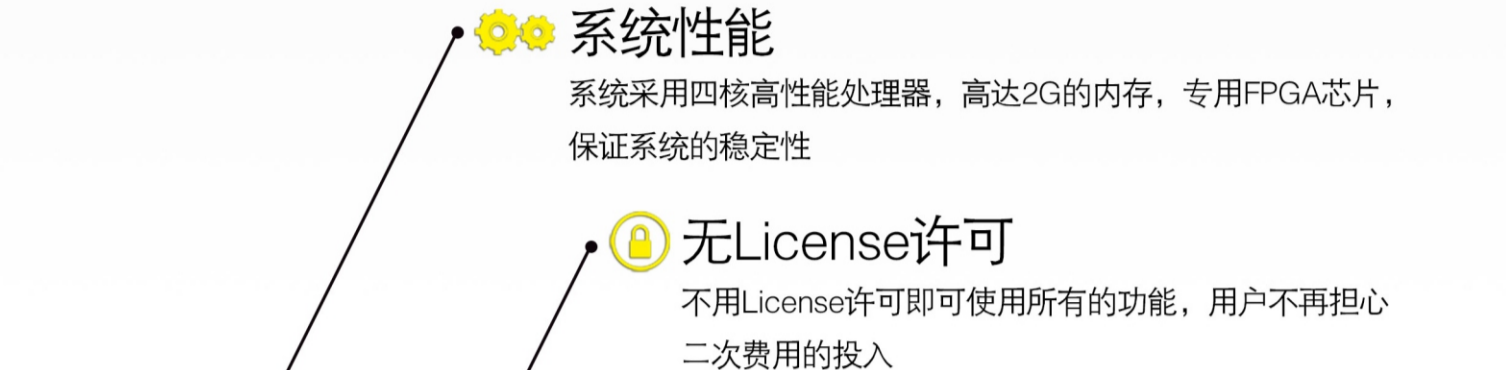 系统性能
系统采用四核高性能处理器，高达2G的内存，专用FPGA芯片，
保证系统的稳定性
无License许可
不用License许可即可使用所有的功能，用户不再担心
二次费用的投入